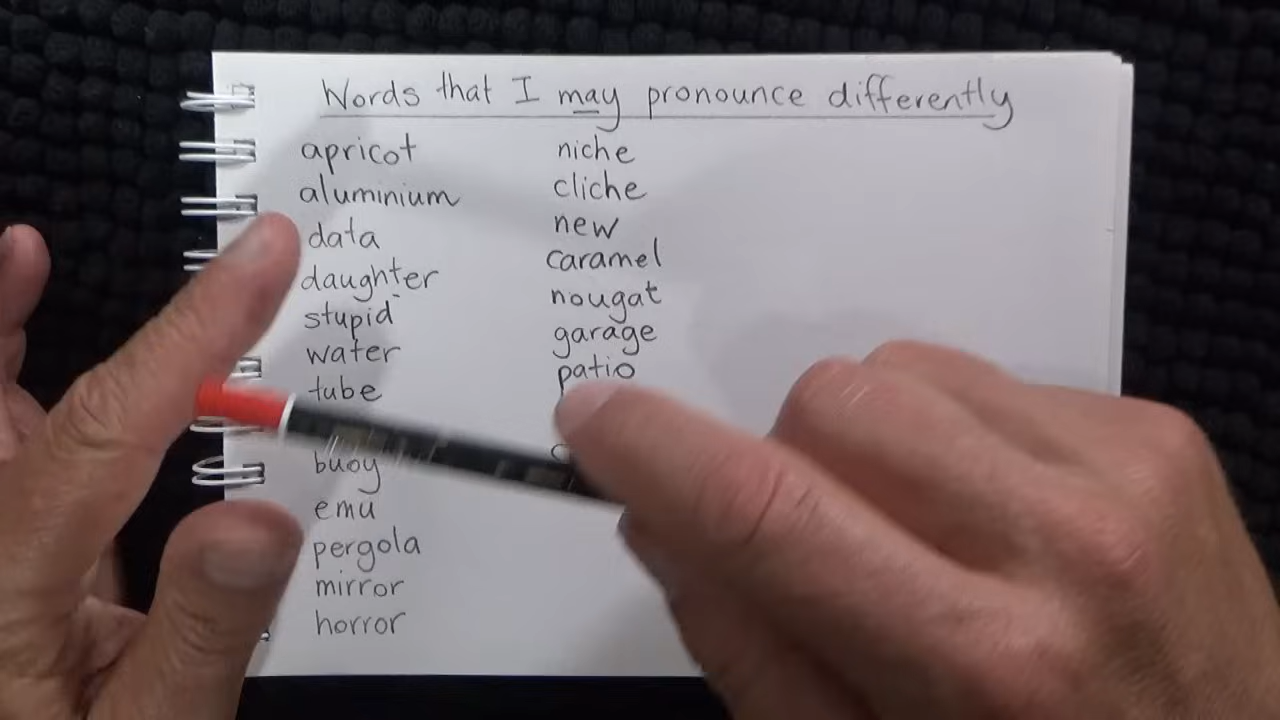 Words that I may pronounce differently
apricot
aluminium
data
daughter
stupid
water
tube
buoy
emu
pergola
mirror
horror
niche
cliche
new
caramel
nougat
garage
patio